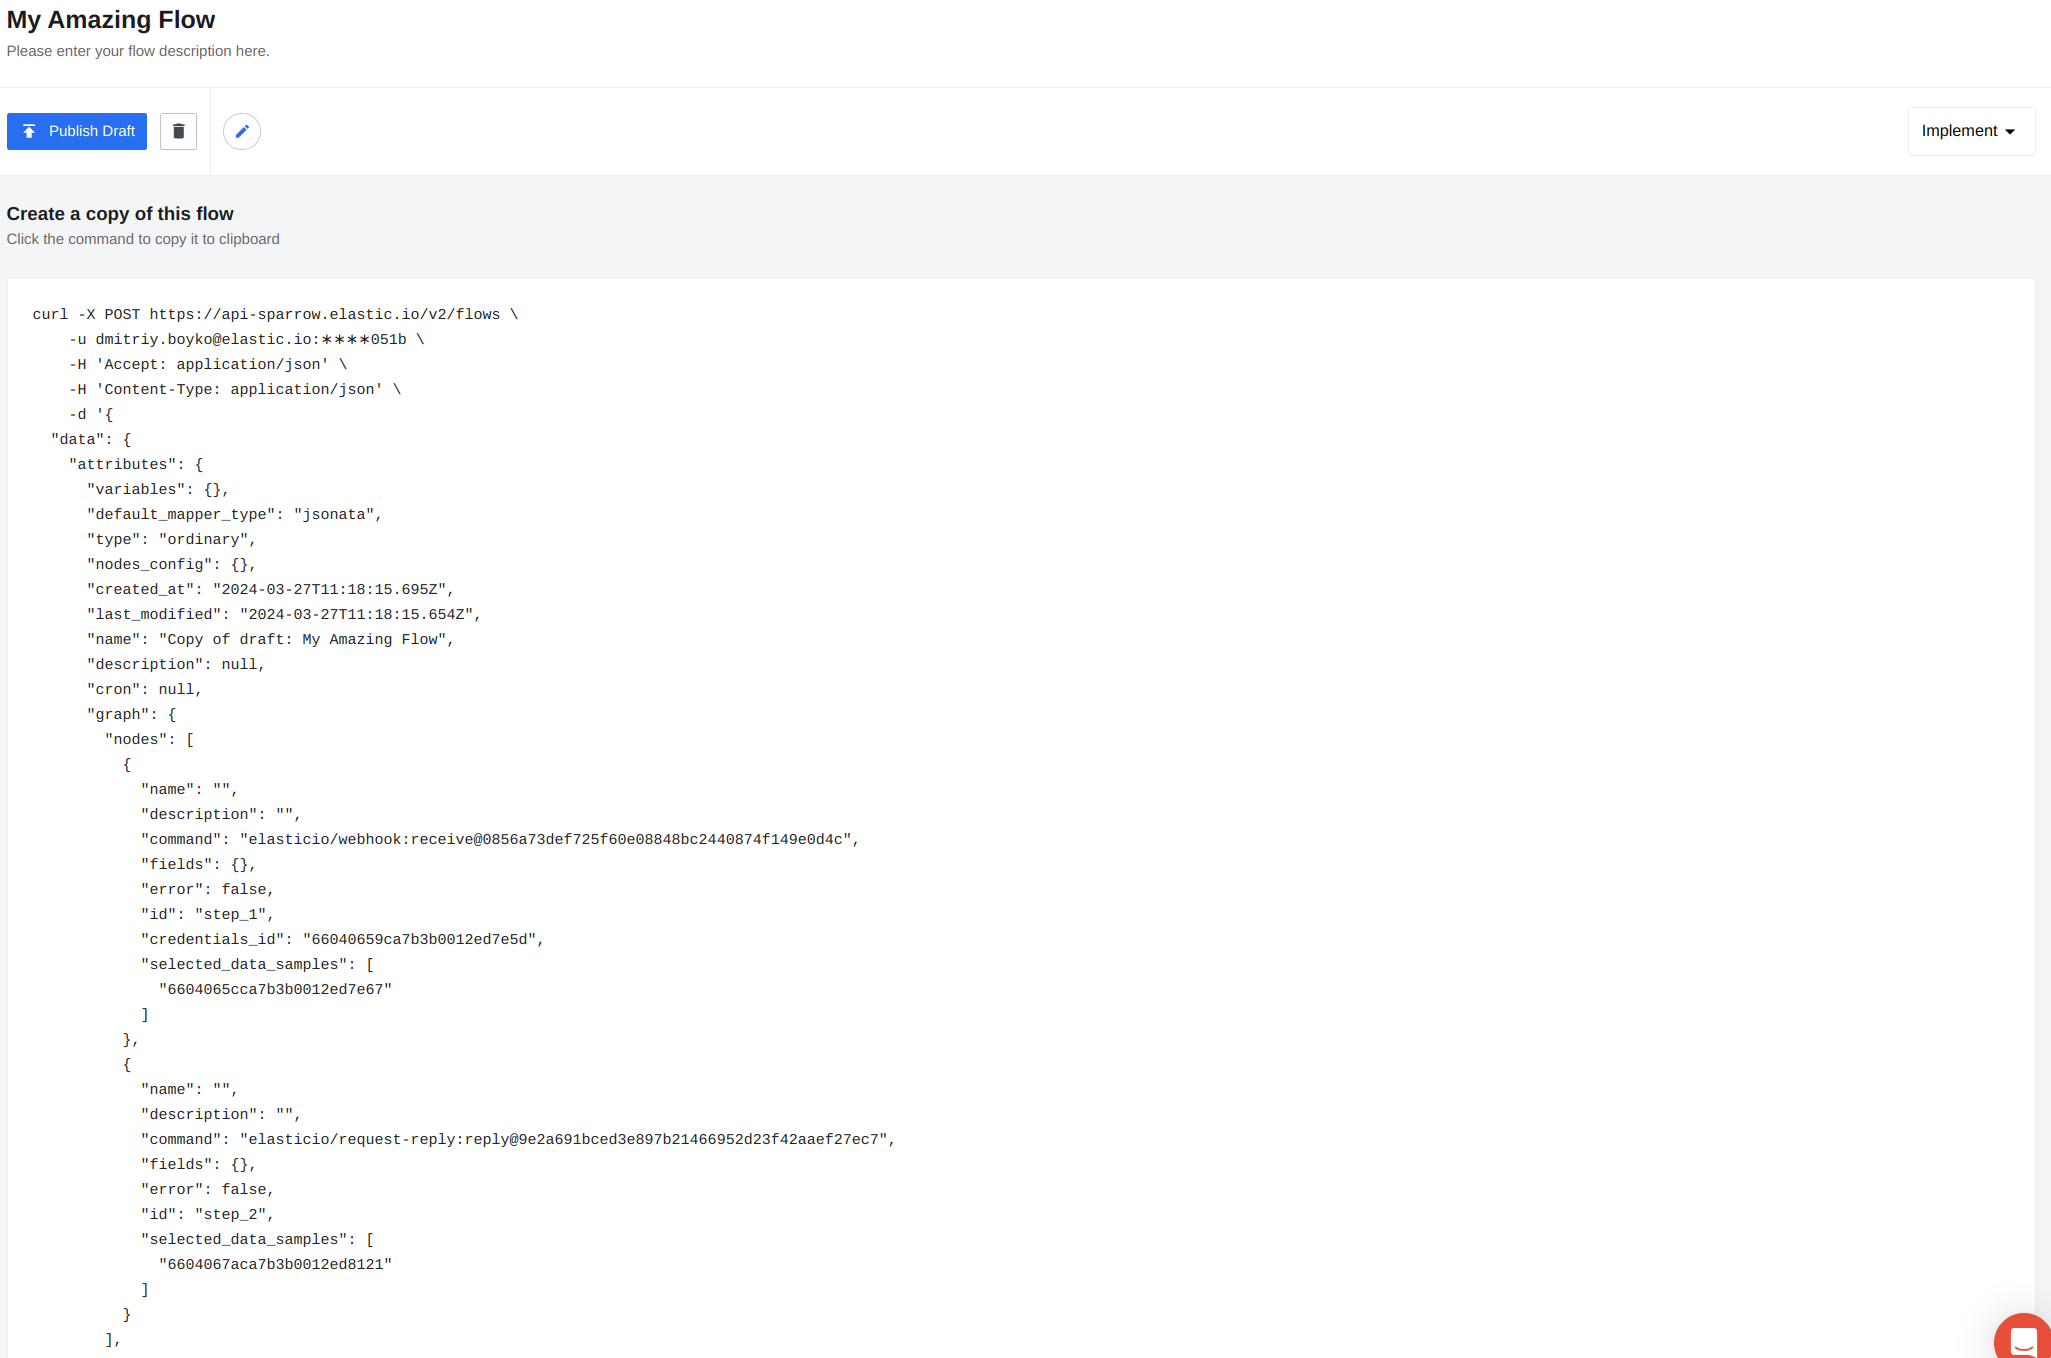 My Amazing Flow
Please enter your flow description here.
Publish Draft
Implement
Create a copy of this flow
Click the command to copy it to clipboard
curl -X POST https://api-sparrow.elastic.io/v2/flows \
    -u dmitriy.boyko@elastic.io:∗∗∗∗051b \
    -H 'Accept: application/json' \
    -H 'Content-Type: application/json' \
    -d '{
  "data": {
    "attributes": {
      "variables": {},
      "default_mapper_type": "jsonata",
      "type": "ordinary",
      "nodes_config": {},
      "created_at": "2024-03-27T11:18:15.695Z",
      "last_modified": "2024-03-27T11:18:15.654Z",
      "name": "Copy of draft: My Amazing Flow",
      "description": null,
      "cron": null,
      "graph": {
        "nodes": [
          {
            "name": "",
            "description": "",
            "command": "elasticio/webhook:receive@0856a73def725f60e08848bc2440874f149e0d4c",
            "fields": {},
            "error": false,
            "id": "step_1",
            "credentials_id": "66040659ca7b3b0012ed7e5d",
            "selected_data_samples": [
              "6604065cca7b3b0012ed7e67"
            ]
          },
          {
            "name": "",
            "description": "",
            "command": "elasticio/request-reply:reply@9e2a691bced3e897b21466952d23f42aaef27ec7",
            "fields": {},
            "error": false,
            "id": "step_2",
            "selected_data_samples": [
              "6604067aca7b3b0012ed8121"
            ]
          }
        ],